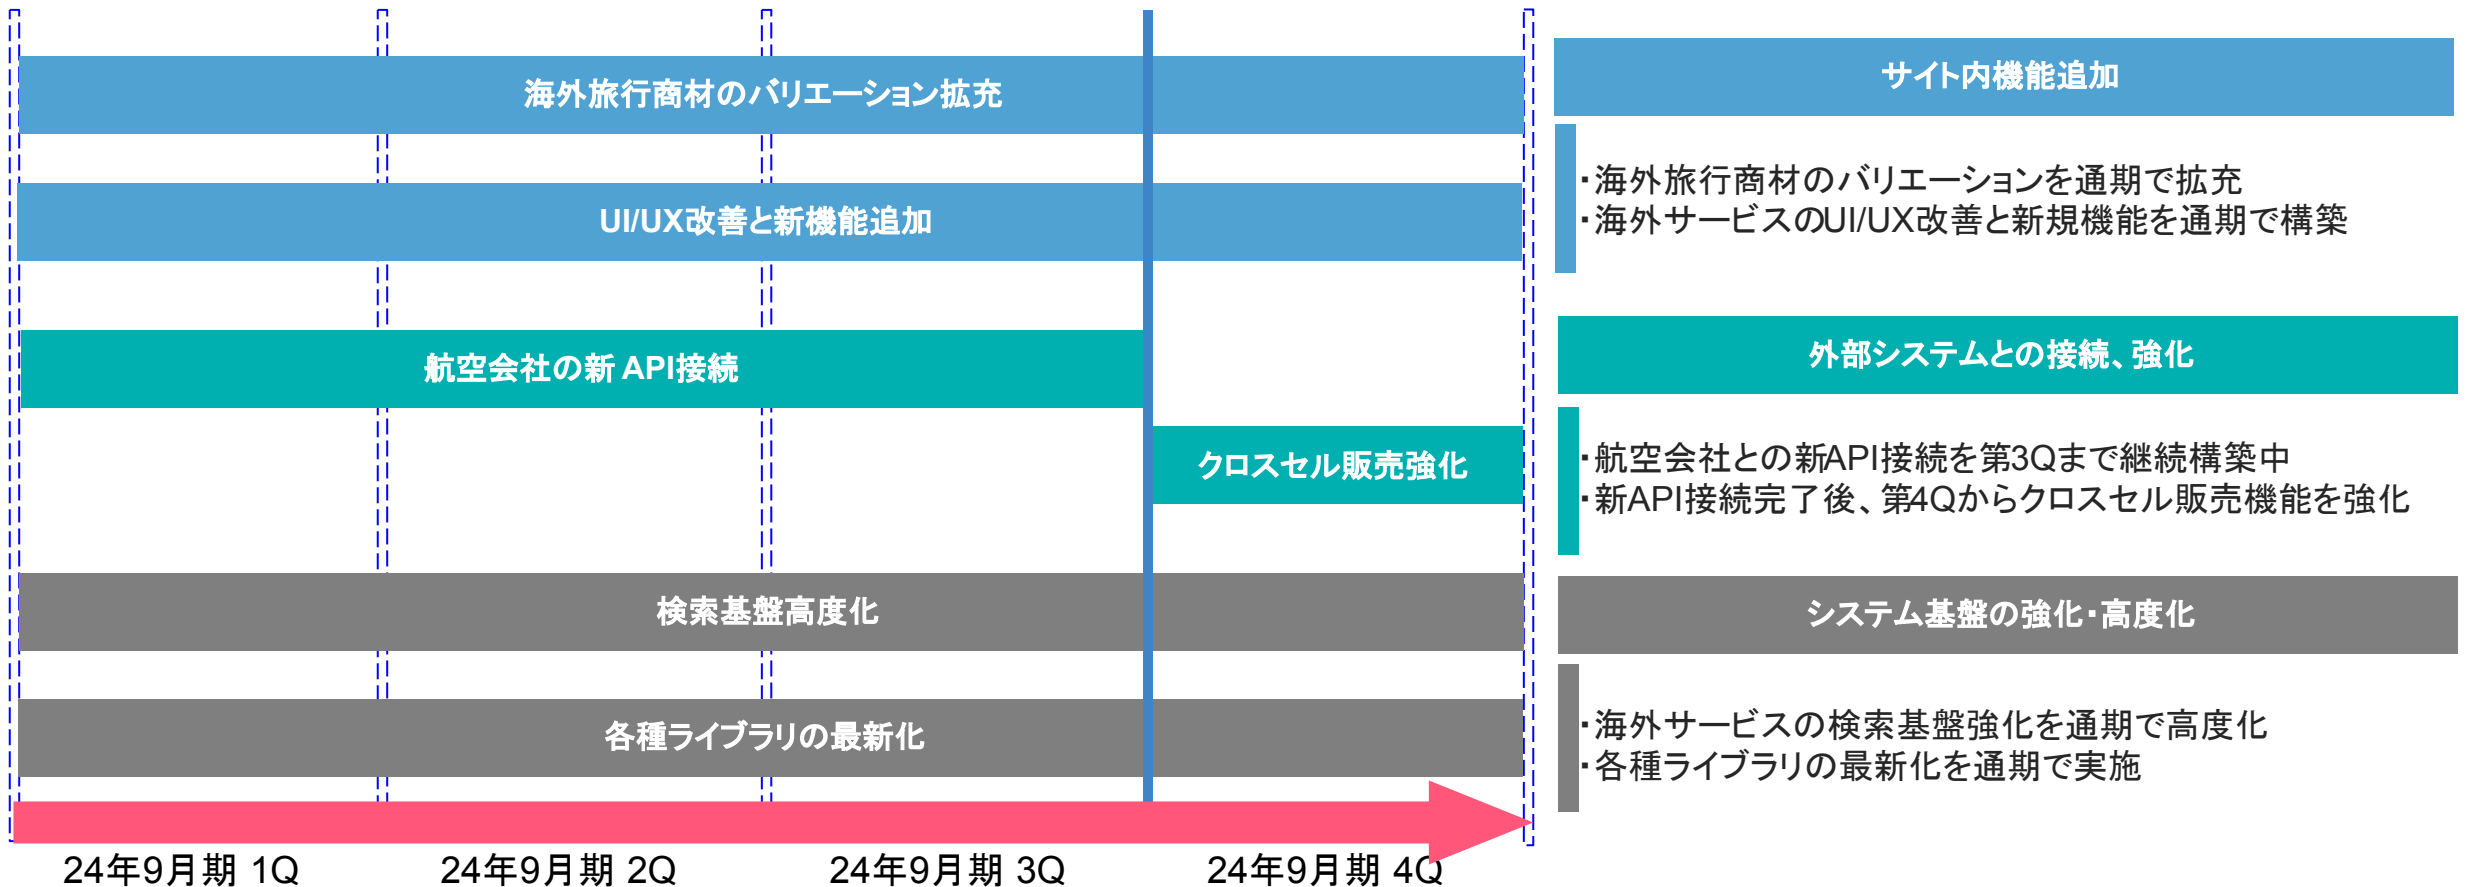 海外旅行商材のバリエーション拡充
UI/UX改善と新機能追加
航空会社の新API接続
クロスセル販売強化
検索基盤高度化
各種ライブラリの最新化
24年9月期 1Q
24年9月期 2Q
24年9月期 3Q
24年9月期 4Q
サイト内機能追加
・海外旅行商材のバリエーションを通期で拡充
・海外サービスのUI/UX改善と新規機能を通期で構築
外部システムとの接続、強化
・航空会社との新API接続を第3Qまで継続構築中
・新API接続完了後、第4Qからクロスセル販売機能を強化
システム基盤の強化・高度化
・海外サービスの検索基盤強化を通期で高度化
・各種ライブラリの最新化を通期で実施